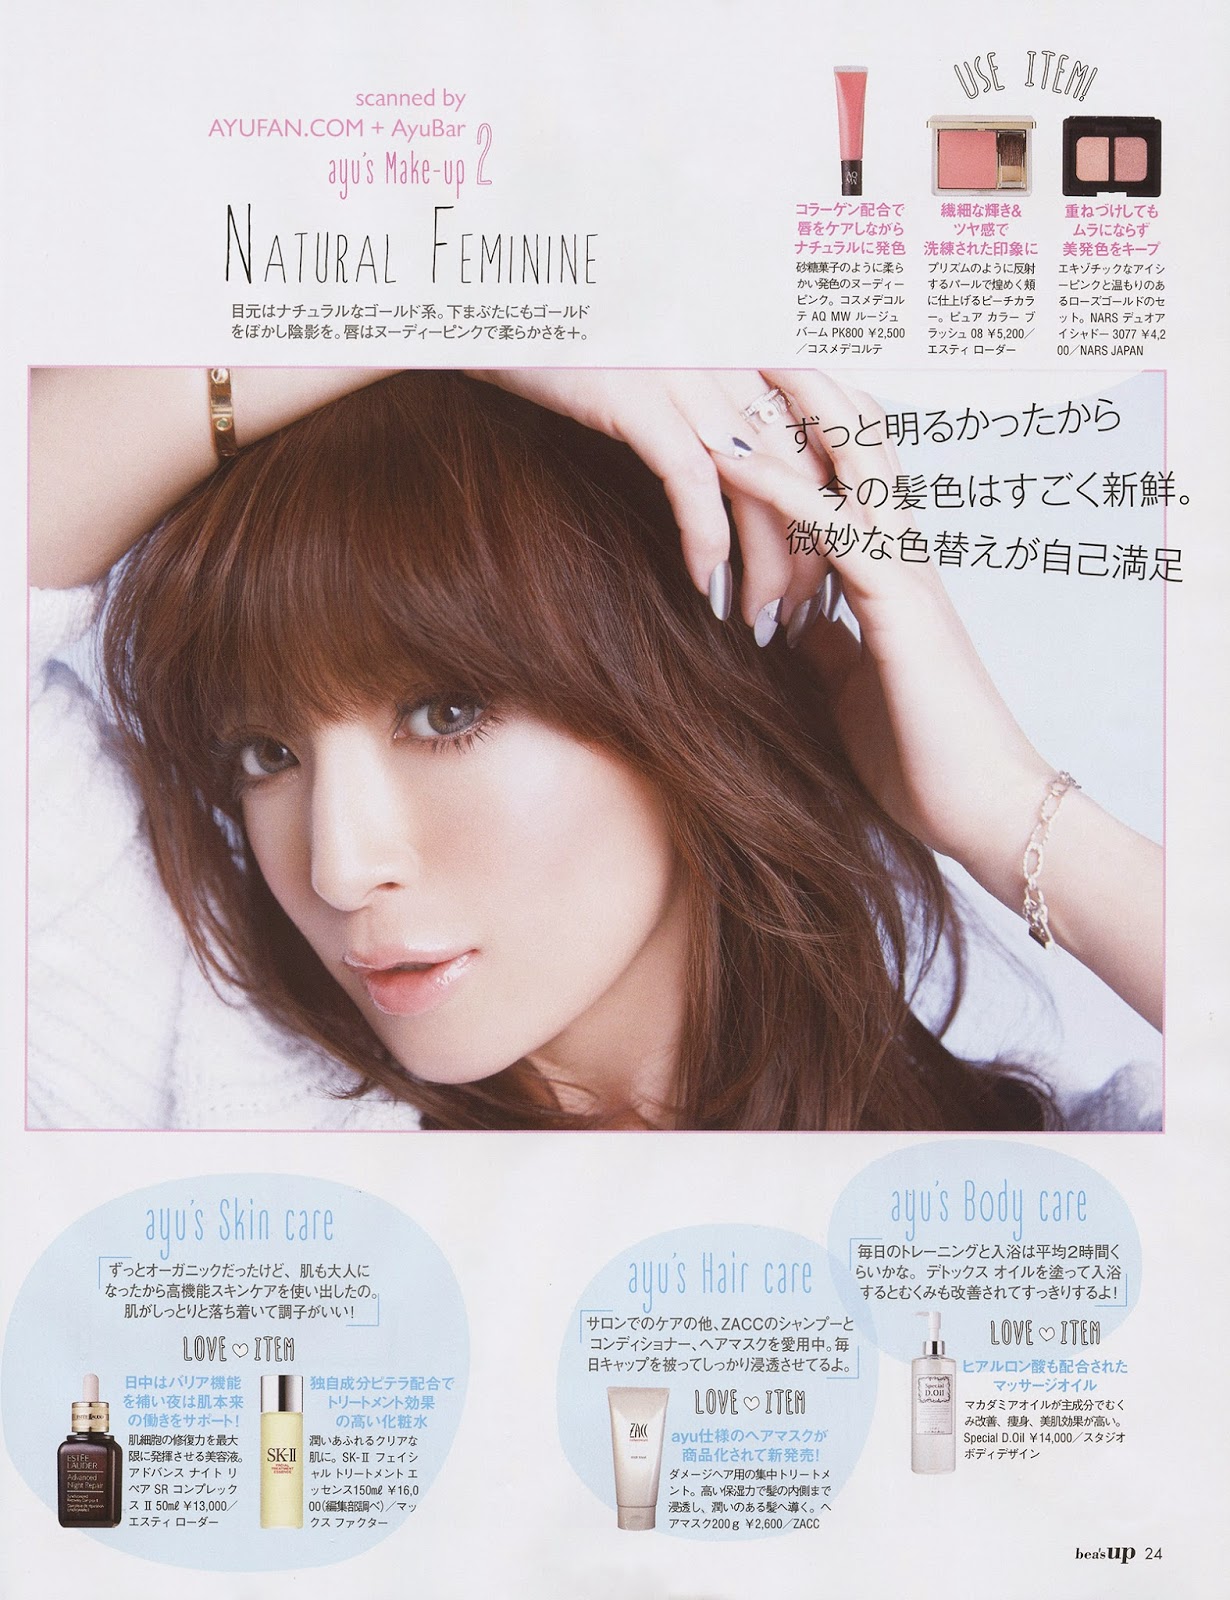 scanned by
AYUFAN.COM + AyuBar
ayu's Make-up 2
NATURAL FEMININE
目元はナチュラルなゴールド系。下まぶたにもゴールド
をぼかし陰影を。唇はヌーディーピンクで柔らかさを＋。
USE ITEM!
AQ
MW
コラーゲン配合で
唇をケアしながら
ナチュラルに発色
砂糖菓子のように柔ら
かい発色のヌーディー
ピンク。コスメデコル
テ AQ MW ルージュ
バーム PK800 ￥2,500
／コスメデコルテ
繊細な輝き&
ツヤ感で
洗練された印象に
プリズムのように反射
するパールで煌めく頬
に仕上げるピーチカラ
ー。ピュア カラー ブ
ラッシュ 08 ￥5,200／
エスティ ローダー
重ねづけしても
ムラにならず
美発色をキープ
エキゾチックなアイシ
ーピンクと温もりのあ
るローズゴールドのセ
ット。NARS デュオア
イシャドー 3077 ￥4,2
00／NARS JAPAN
ずっと明るかったから
今の髪色はすごく新鮮。
微妙な色替えが自己満足
ayu's Skin care
ずっとオーガニックだったけど、肌も大人に
なったから高機能スキンケアを使い出したの。
肌がしっとりと落ち着いて調子がいい！
LOVE♡ITEM
日中はバリア機能
を補い夜は肌本来
の働きをサポート！
肌細胞の修復力を最大
限に発揮させる美容液。
アドバンス ナイト リ
ペア SR コンプレック
ス Ⅱ 50㎖ ￥13,000／
エスティ ローダー
ESTĒE
LAUDER
Advanced
Night Repair
独自成分ピテラ配合で
トリートメント効果
の高い化粧水
潤いあふれるクリアな
肌に。SK-Ⅱ フェイシ
ャル トリートメント エ
ッセンス150㎖ ￥16,0
00(編集部調べ)／マッ
クス ファクター
SK-II
FACIAL
TREATMENT
ESSENCE
ayu's Hair care
サロンでのケアの他、ZACCのシャンプーと
コンディショナー、ヘアマスクを愛用中。毎
日キャップを被ってしっかり浸透させてるよ。
LOVE♡ITEM
ayu仕様のヘアマスクが
商品化されて新発売！
ダメージヘア用の集中トリートメ
ント。高い保湿力で髪の内側まで
浸透し、潤いのある髪へ導く。ヘ
アマスク200ｇ ￥2,600／ZACC
ZACC
ayu's Body care
毎日のトレーニングと入浴は平均2時間く
らいかな。デトックス オイルを塗って入浴
するとむくみも改善されてすっきりするよ！
LOVE♡ITEM
ヒアルロン酸も配合された
マッサージオイル
マカダミアオイルが主成分でむく
み改善、痩身、美肌効果が高い。
Special D.Oil ￥14,000／スタジオ
ボディデザイン
Special
D.Oil
bea'sUP 24